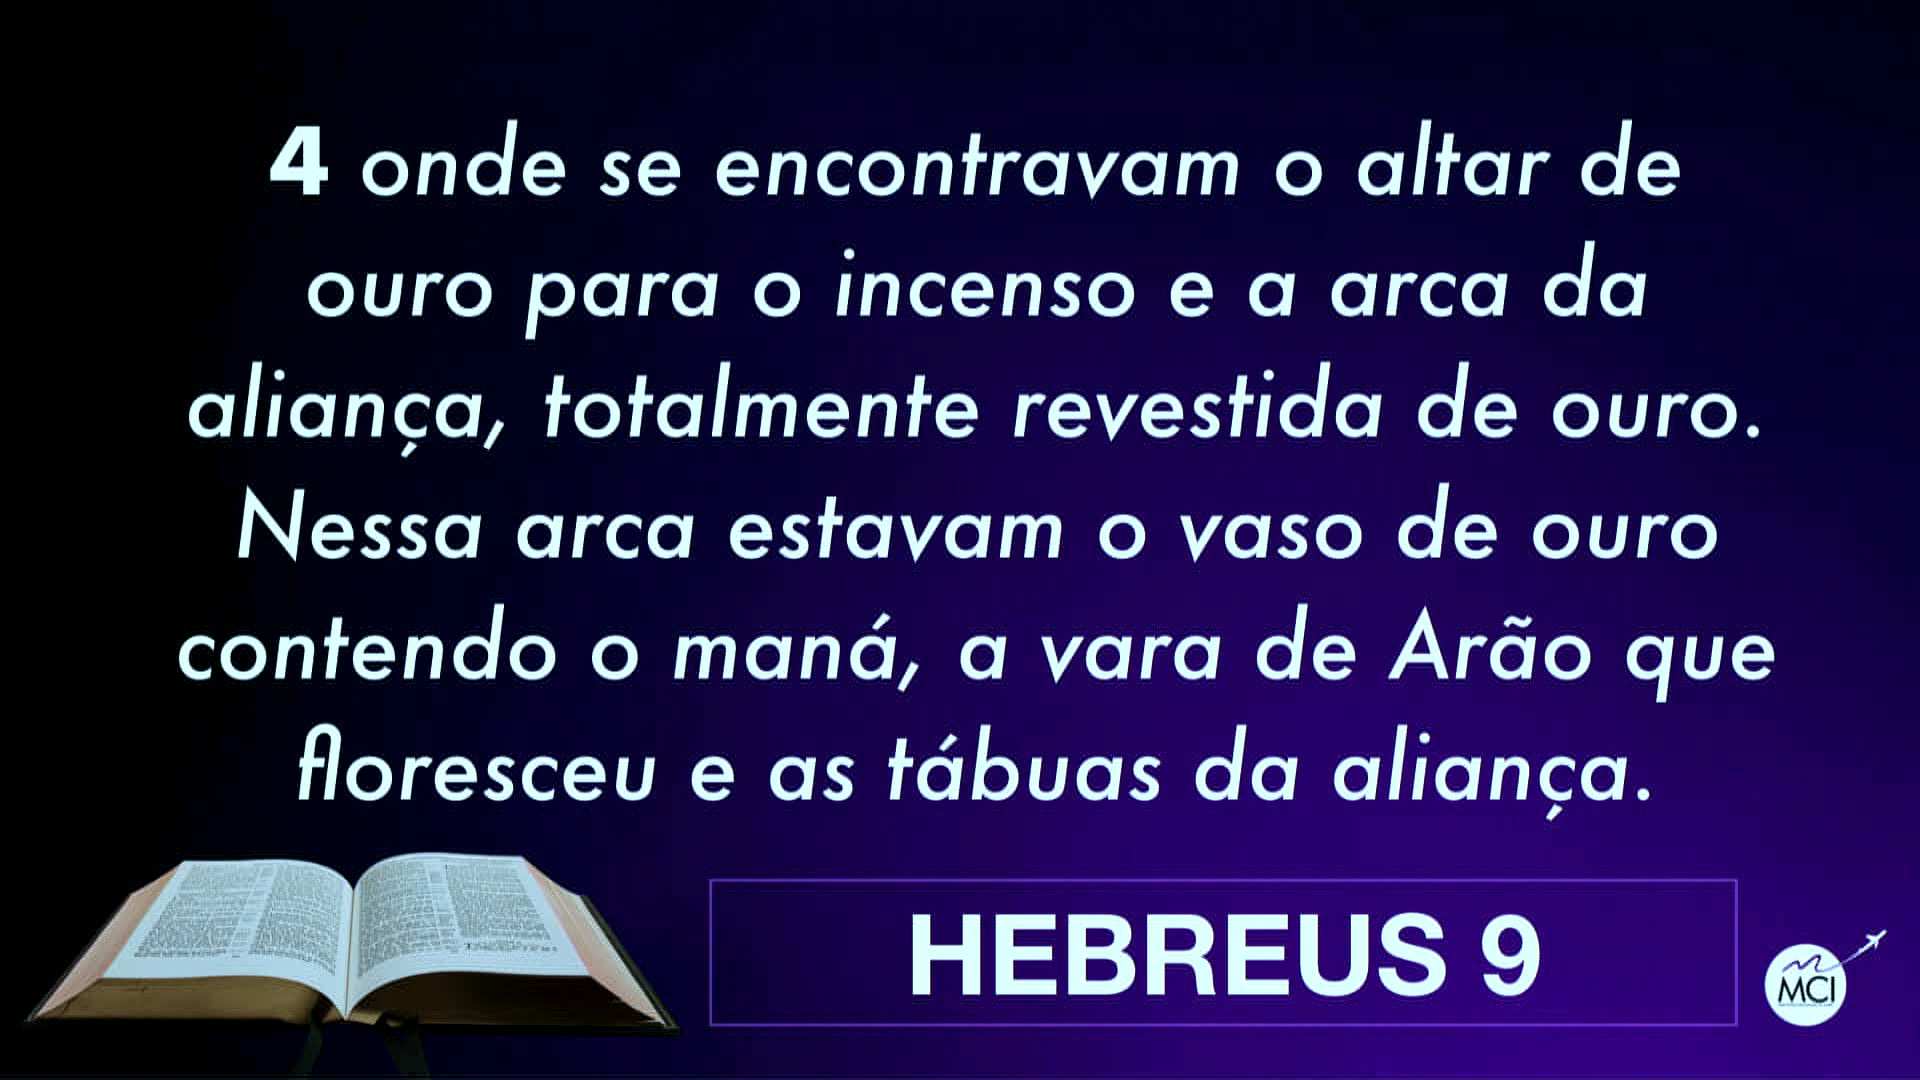 4 onde se encontravam o altar de
ouro para o incenso e a arca da
aliança, totalmente revestida de ouro.
Nessa arca estavam o vaso de ouro
contendo o maná, a vara de Arão que
floresceu e as tábuas da aliança.
HEBREUS 9
MCI